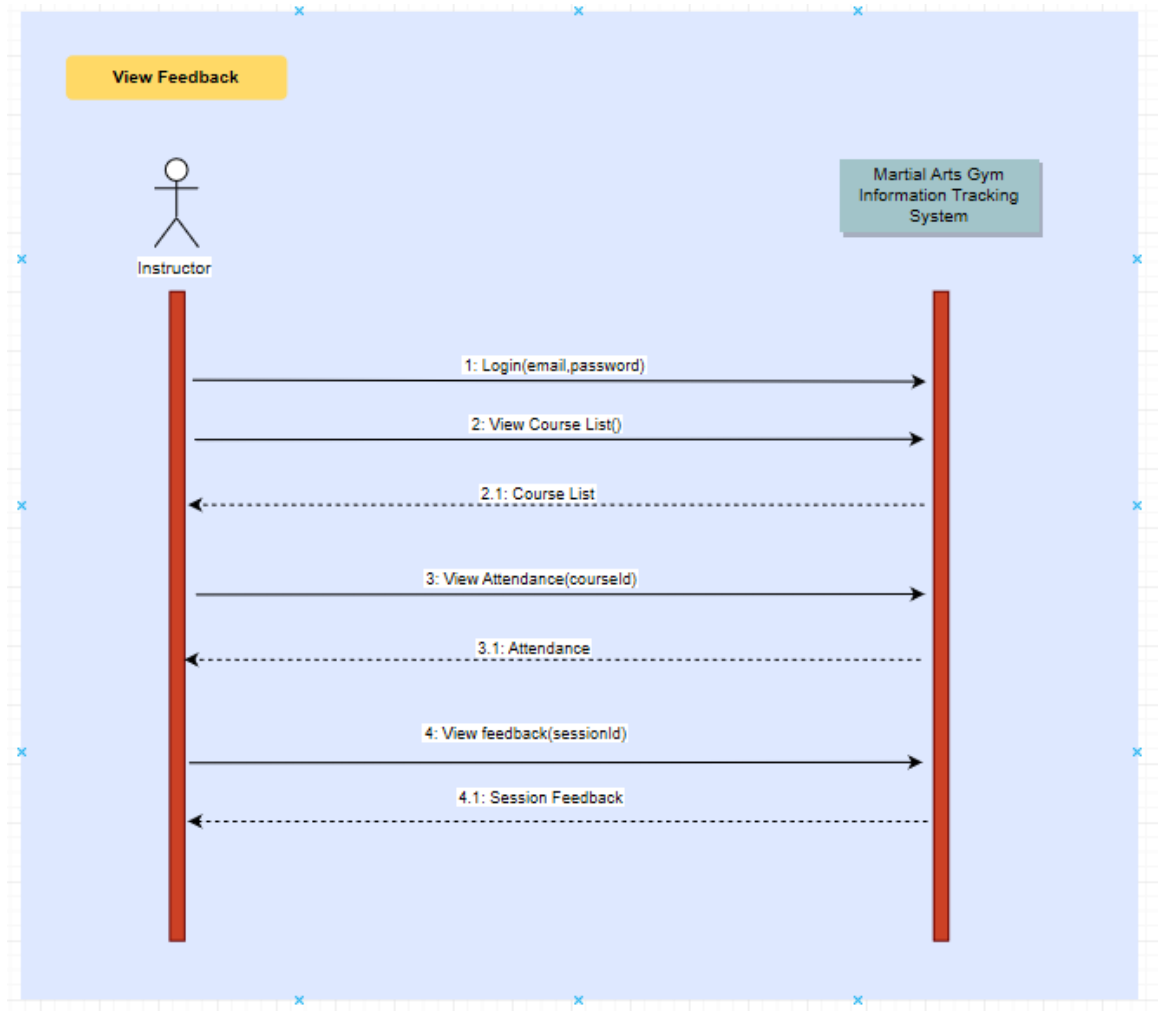 View Feedback
Martial Arts Gym
Information Tracking
System
Instructor
1: Login(email,password)
2: View Course List()
2.1: Course List
3: View Attendance(courseId)
3.1: Attendance
4: View feedback(sessionId)
4.1: Session Feedback